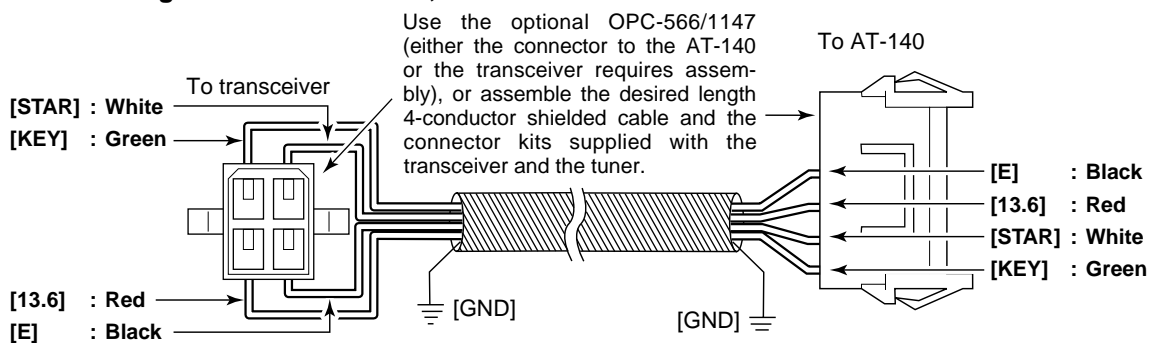 Use the optional OPC-566/1147
(either the connector to the AT-140
or the transceiver requires assem-
bly), or assemble the desired length
4-conductor shielded cable and the
connector kits supplied with the
transceiver and the tuner.
To AT-140
To transceiver
[STAR] : White
[KEY] : Green
[13.6] : Red
[E] : Black
[GND]
[GND]
[E] : Black
[13.6] : Red
[STAR] : White
[KEY] : Green